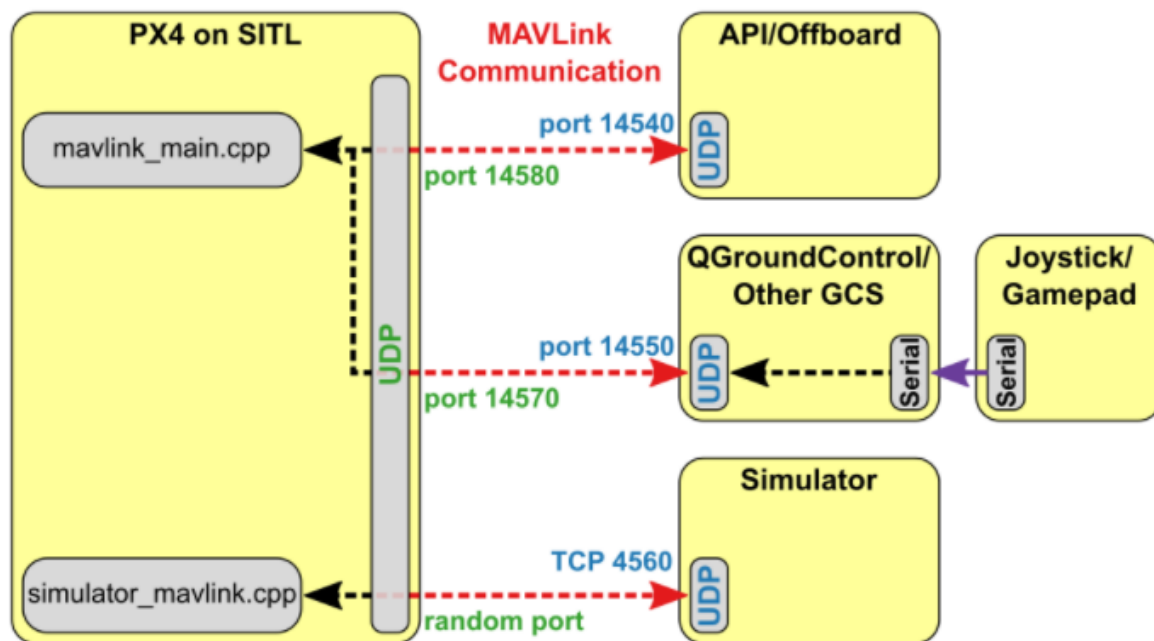 PX4 on SITL
mavlink_main.cpp
UDP
simulator_mavlink.cpp
MAVLink
Communication
port 14540
port 14580
port 14550
port 14570
TCP 4560
random port
API/Offboard
UDP
QGroundControl/
Other GCS
UDP
Serial
Joystick/
Gamepad
Serial
Simulator
UDP